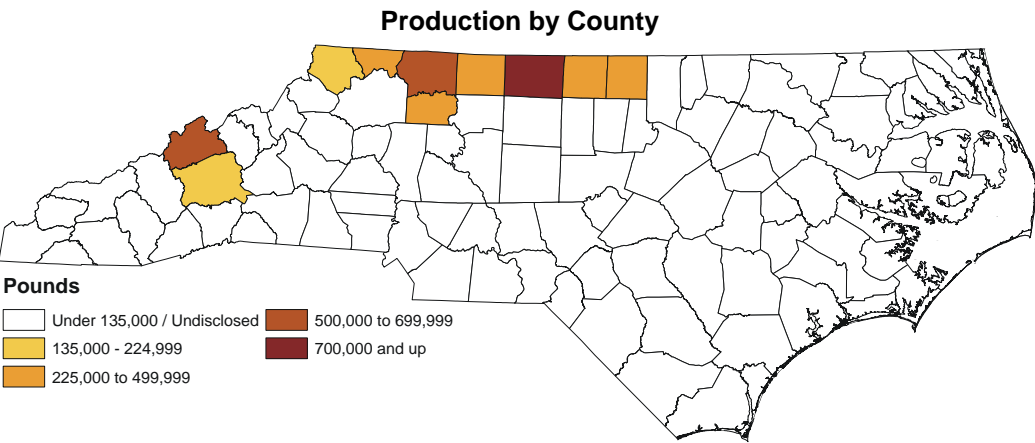 Production by County
Pounds
Under 135,000 / Undisclosed
135,000 - 224,999
225,000 to 499,999
500,000 to 699,999
700,000 and up